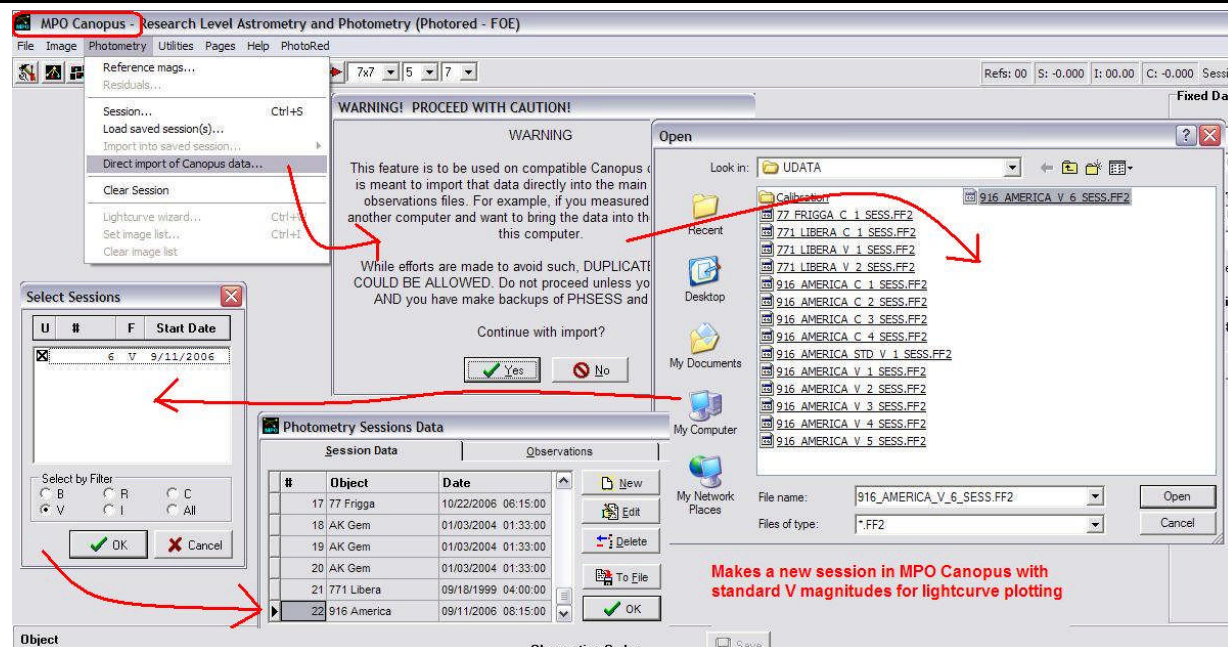 MPO Canopus - Research Level Astrometry and Photometry (Photored - FOE)
File Image Photometry Utilities Pages Help PhotoRed
7x7 5 7
Refs: 00 S: -0.000 I: 00.00 C: -0.000
Reference mags...
Residuals...
Session... Ctrl+S
Load saved session(s)...
Import into saved session...
Direct import of Canopus data...
Clear Session
Lightcurve wizard...
Set image list... Ctrl+I
Clear image list
WARNING! PROCEED WITH CAUTION!
WARNING
This feature is to be used on compatible Canopus
is meant to import that data directly into the main
observations files. For example, if you measured
another computer and want to bring the data into
this computer.
While efforts are made to avoid such, DUPLICATE
COULD BE ALLOWED. Do not proceed unless
AND you have make backups of PHSESS and
Continue with import?
Yes No
Open
Look in: UDATA
Recent
Desktop
My Documents
My Computer
My Network
Places
Calibration
77 FRIGGA C 1 SESS.FF2
771 LIBERA C 1 SESS.FF2
771 LIBERA V 1 SESS.FF2
771 LIBERA V 2 SESS.FF2
916 AMERICA C 1 SESS.FF2
916 AMERICA C 2 SESS.FF2
916 AMERICA C 3 SESS.FF2
916 AMERICA C 4 SESS.FF2
916 AMERICA STD V 1 SESS.FF2
916 AMERICA V 1 SESS.FF2
916 AMERICA V 2 SESS.FF2
916 AMERICA V 3 SESS.FF2
916 AMERICA V 4 SESS.FF2
916 AMERICA V 5 SESS.FF2
916 AMERICA V 6 SESS.FF2
File name: 916_AMERICA_V_6_SESS.FF2 Open
Files of type: *.FF2 Cancel
Select Sessions
U # F Start Date
6 V 9/11/2006
Select by Filter
B R C
V I All
OK Cancel
Photometry Sessions Data
Session Data Observations
# Object Date
17 77 Frigga 10/22/2006 06:15:00
18 AK Gem 01/03/2004 01:33:00
19 AK Gem 01/03/2004 01:33:00
20 AK Gem 01/03/2004 01:33:00
21 771 Libera 09/18/1999 04:00:00
22 916 America 09/11/2006 08:15:00
New
Edit
Delete
To File
OK
Makes a new session in MPO Canopus with
standard V magnitudes for lightcurve plotting
Object
Save